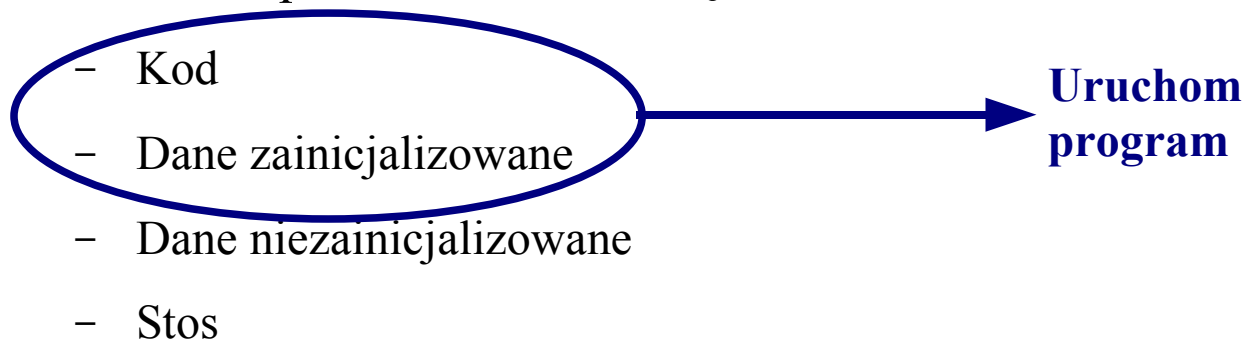 - Kod
- Dane zainicjalizowane
- Dane niezainicjalizowane
- Stos
Uruchom
program